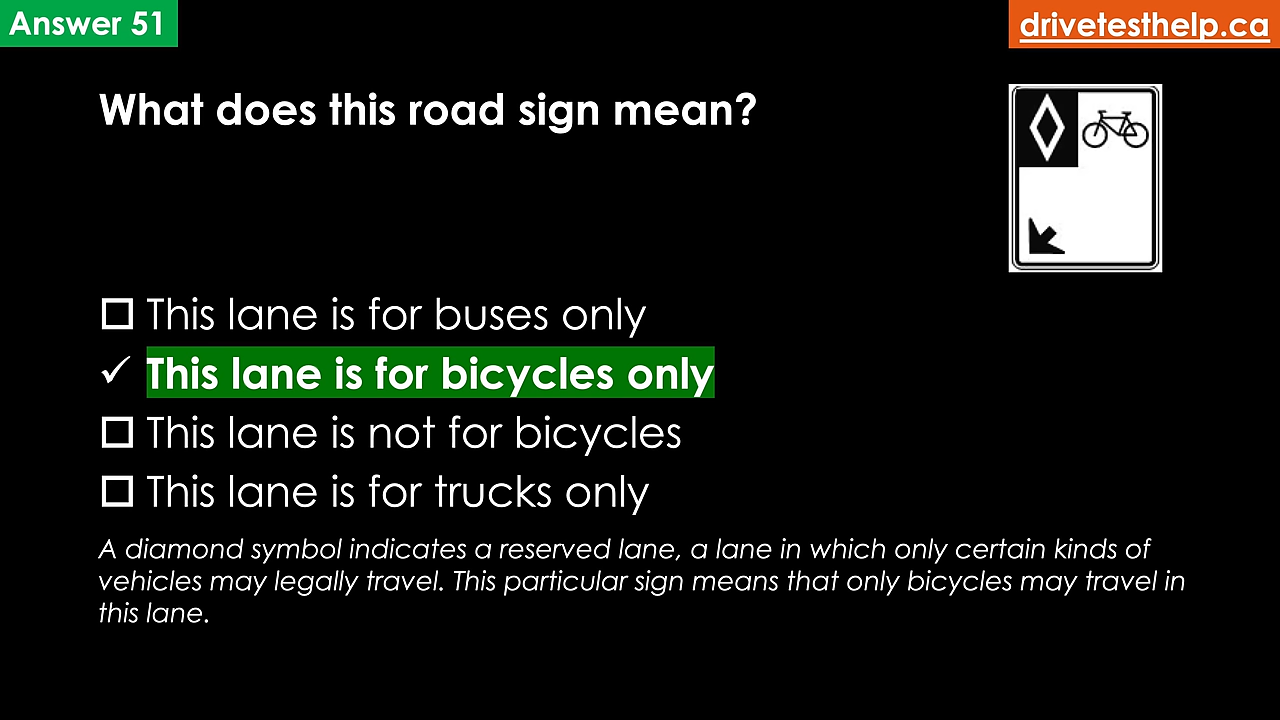 Answer 51
drivetesthelp.ca
What does this road sign mean?
This lane is for buses only
This lane is for bicycles only
This lane is not for bicycles
This lane is for trucks only
A diamond symbol indicates a reserved lane, a lane in which only certain kinds of
vehicles may legally travel. This particular sign means that only bicycles may travel in
this lane.